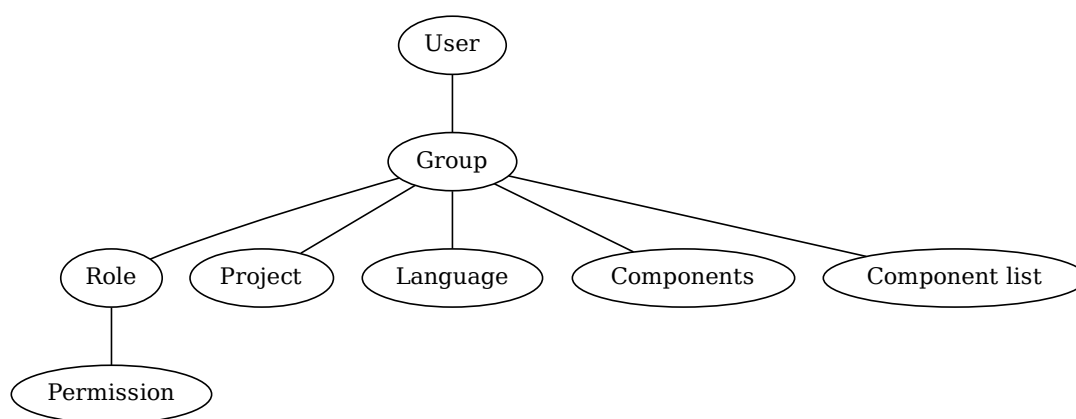 User
Group
Role
Project
Language
Components
Component list
Permission